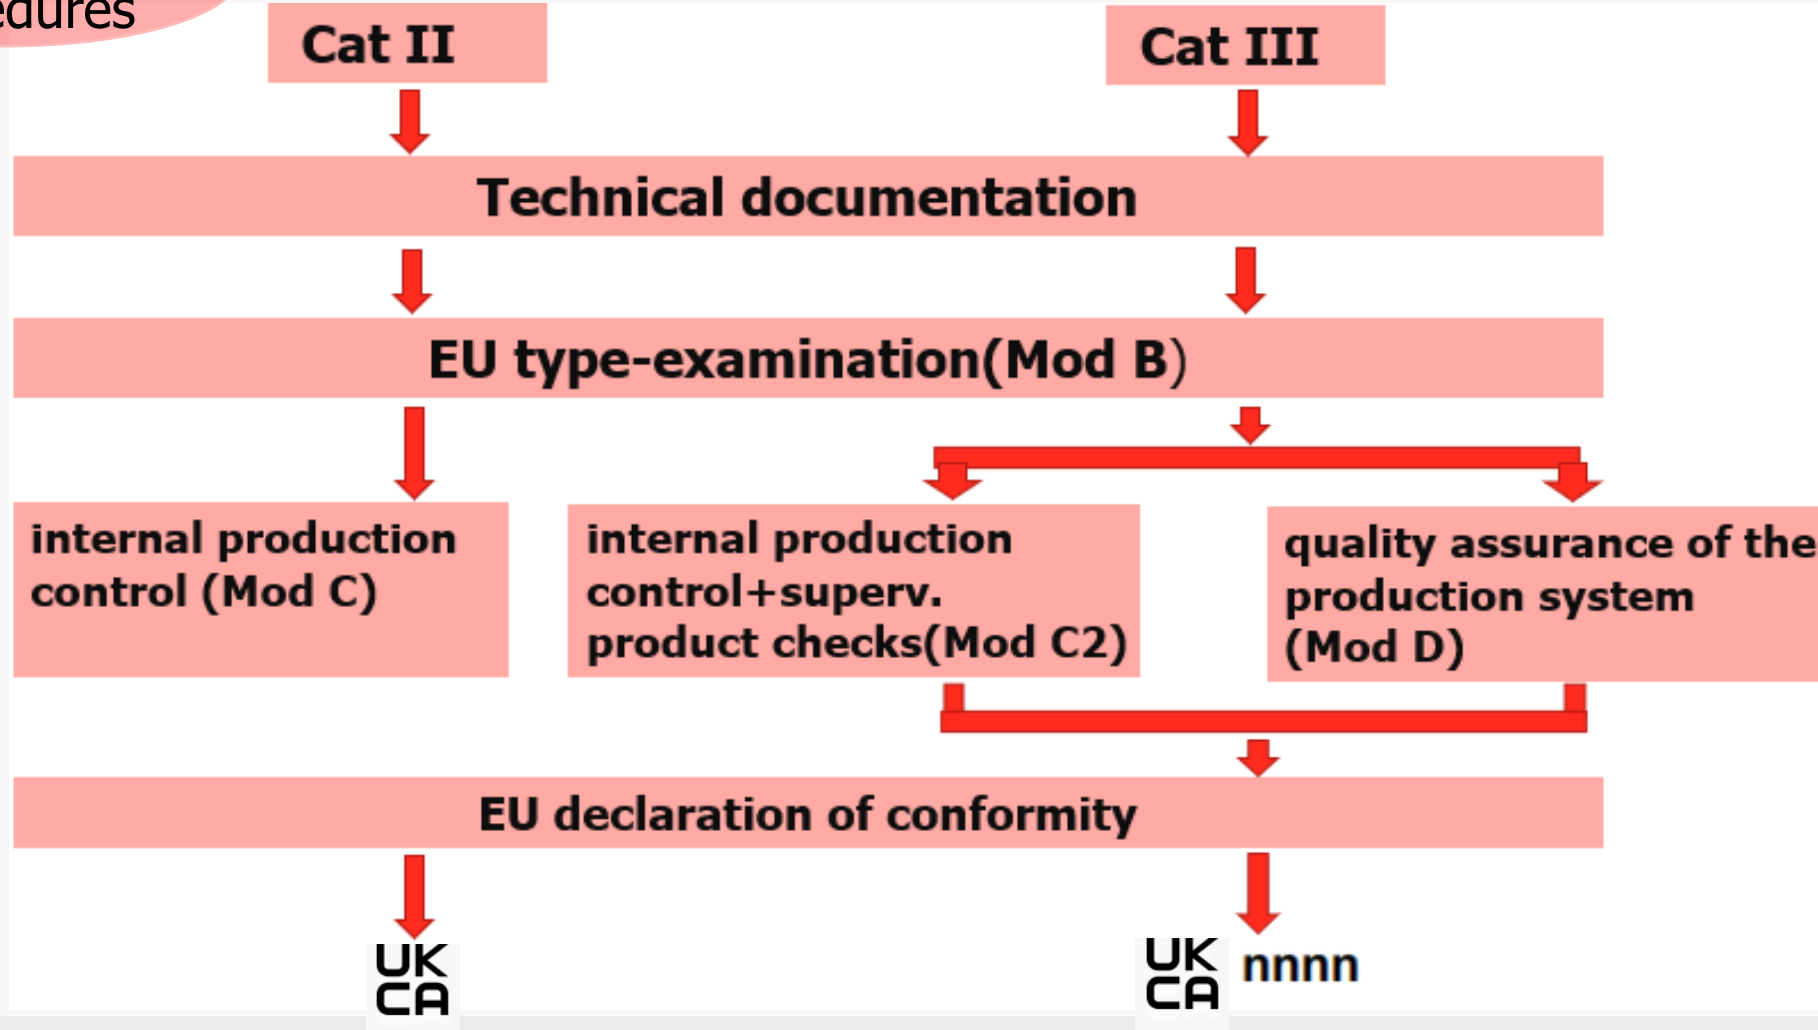 edures
Cat II
Cat III
Technical documentation
EU type-examination(Mod B)
internal production
control (Mod C)
internal production
control+superv.
product checks(Mod C2)
quality assurance of the
production system
(Mod D)
EU declaration of conformity
UK
CA
UK
CA
nnnn